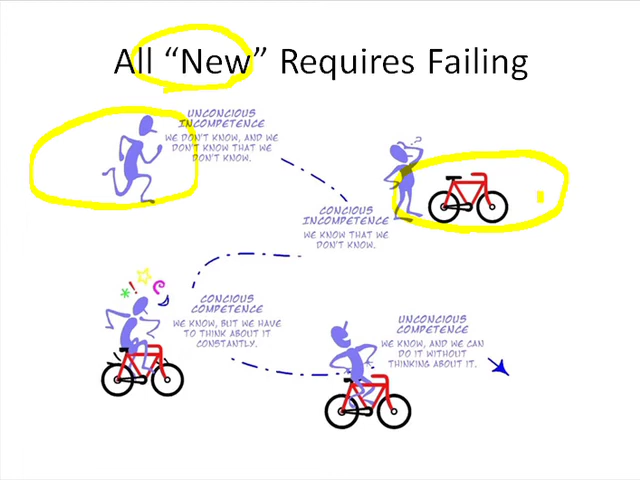 All “New” Requires Failing
UNCONCIOUS
INCOMPETENCE
WE DON'T KNOW, AND WE
DON'T KNOW THAT WE
DON'T KNOW.
?
CONCIOUS
INCOMPETENCE
WE KNOW THAT WE
DON'T KNOW.
!
CONCIOUS
COMPETENCE
WE KNOW, BUT WE HAVE
TO THINK ABOUT IT
CONSTANTLY.
UNCONCIOUS
COMPETENCE
WE KNOW, AND WE CAN
DO IT WITHOUT
THINKING ABOUT IT.